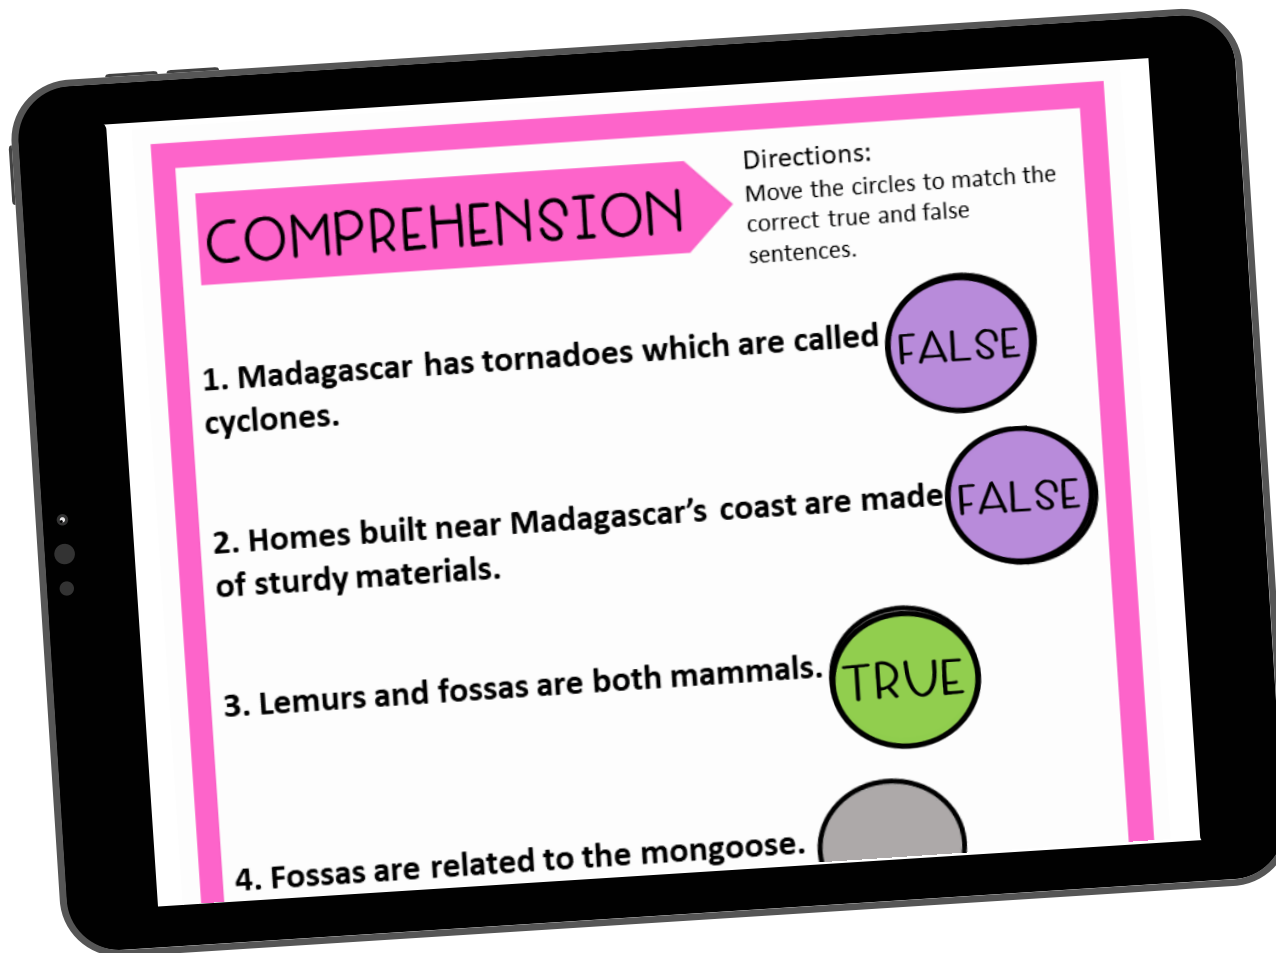 COMPREHENSION
Directions:
Move the circles to match the
correct true and false
sentences.
1. Madagascar has tornadoes which are called
cyclones.
FALSE
2. Homes built near Madagascar's coast are made
of sturdy materials.
FALSE
3. Lemurs and fossas are both mammals.
TRUE
4. Fossas are related to the mongoose.